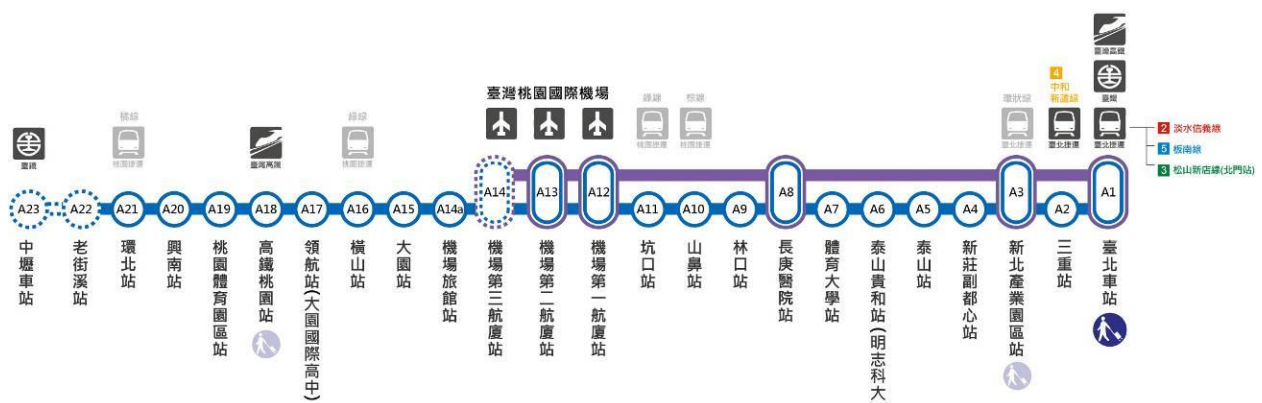 臺灣高鐵
4
中和
新蘆線
臺灣桃園國際機場
橘線
綠線
綠線
棕線
環狀線
臺鐵
臺鐵
桃園捷運
臺灣高鐵
桃園捷運
桃園捷運
桃園捷運
臺北捷運
臺北捷運
臺北捷運
2 淡水信義線
5 板南線
3 松山新店線(北門站)
A23
A22
A21
A20
A19
A18
A17
A16
A15
A14a
A14
A13
A12
A11
A10
A9
A8
A7
A6
A5
A4
A3
A2
A1
中壢車站
老街溪站
環北站
興南站
桃園體育園區站
高鐵桃園站
領航站(大園國際高中)
橫山站
大園站
機場旅館站
機場第三航廈站
機場第二航廈站
機場第一航廈站
坑口站
山鼻站
林口站
長庚醫院站
體育大學站
泰山貴和站(明志科大
泰山站
新莊副都心站
新北產業園區站
三重站
臺北車站